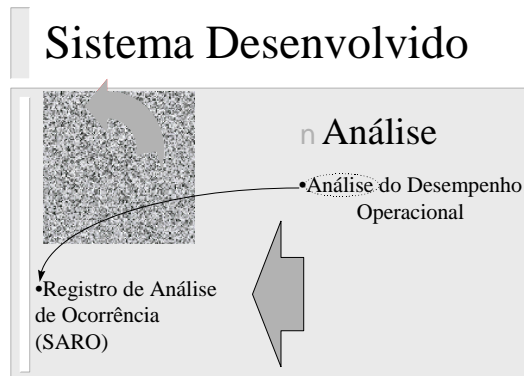 Sistema Desenvolvido
n Análise
•Análise do Desempenho
Operacional
•Registro de Análise
de Ocorrência
(SARO)